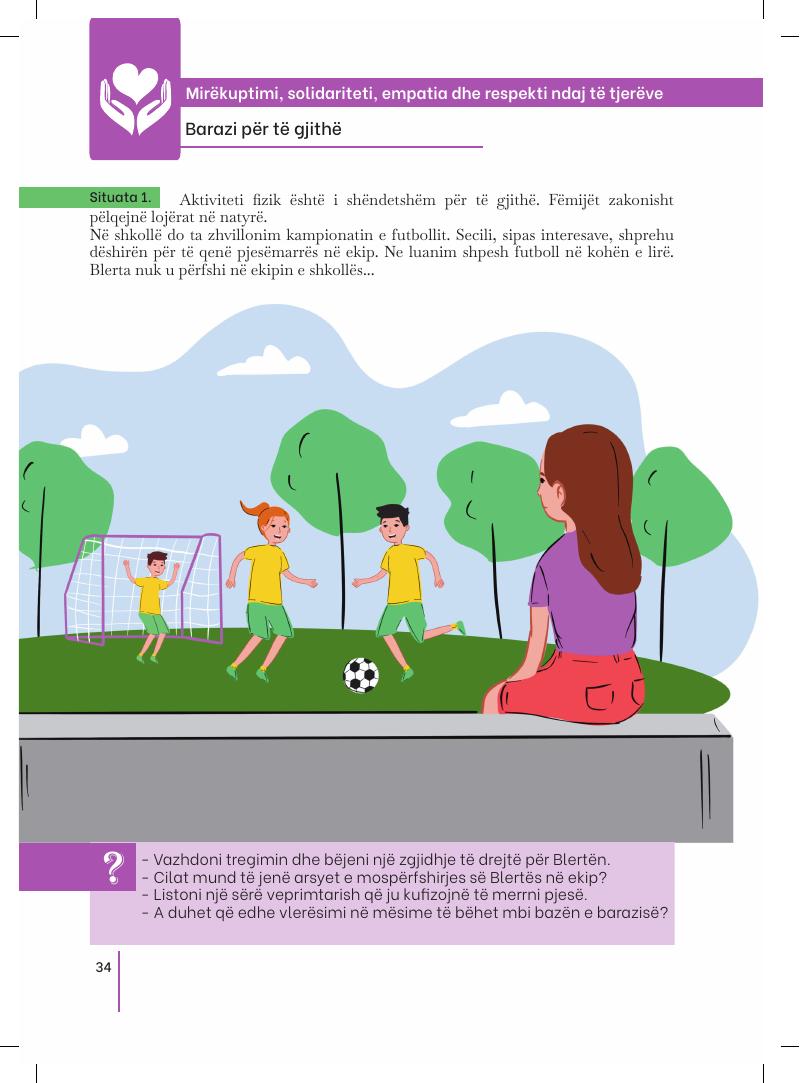 Mirëkuptimi, solidariteti, empatia dhe respekti ndaj të tjerëve
Barazi për të gjithë
Situata 1. Aktiviteti fizik është i shëndetshëm për të gjithë. Fëmijët zakonisht
pëlqejnë lojërat në natyrë.
Në shkollë do ta zhvillonim kampionatin e futbollit. Secili, sipas interesave, shprehu
dëshirën për të qenë pjesëmarrës në ekip. Ne luanim shpesh futboll në kohën e lirë.
Blerta nuk u përfshi në ekipin e shkollës...
?
- Vazhdoni tregimin dhe bëjeni një zgjidhje të drejtë për Blertën.
- Cilat mund të jenë arsyet e mospërfshirjes së Blertës në ekip?
- Listoni një sërë veprimtarish që ju kufizojnë të merrni pjesë.
- A duhet që edhe vlerësimi në mësime të bëhet mbi bazën e barazisë?
34